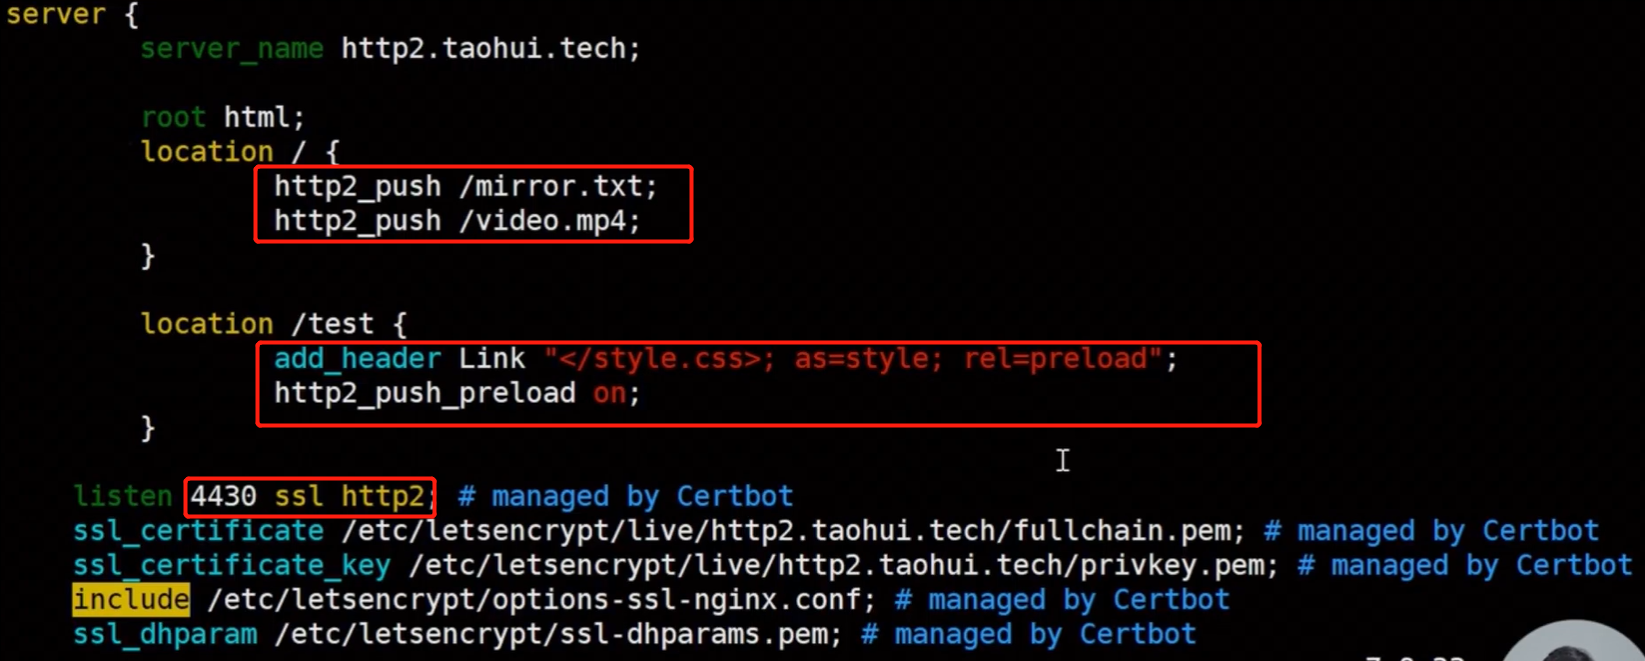 server {
server_name http2.taohui.tech;
root html;
location / {
http2_push /mirror.txt;
http2_push /video.mp4;
}
location /test {
add_header Link "</style.css>; as=style; rel=preload";
http2_push_preload on;
}
listen 4430 ssl http2; # managed by Certbot
ssl_certificate /etc/letsencrypt/live/http2.taohui.tech/fullchain.pem; # managed by Certbot
ssl_certificate_key /etc/letsencrypt/live/http2.taohui.tech/privkey.pem; # managed by Certbot
include /etc/letsencrypt/options-ssl-nginx.conf; # managed by Certbot
ssl_dhparam /etc/letsencrypt/ssl-dhparams.pem; # managed by Certbot